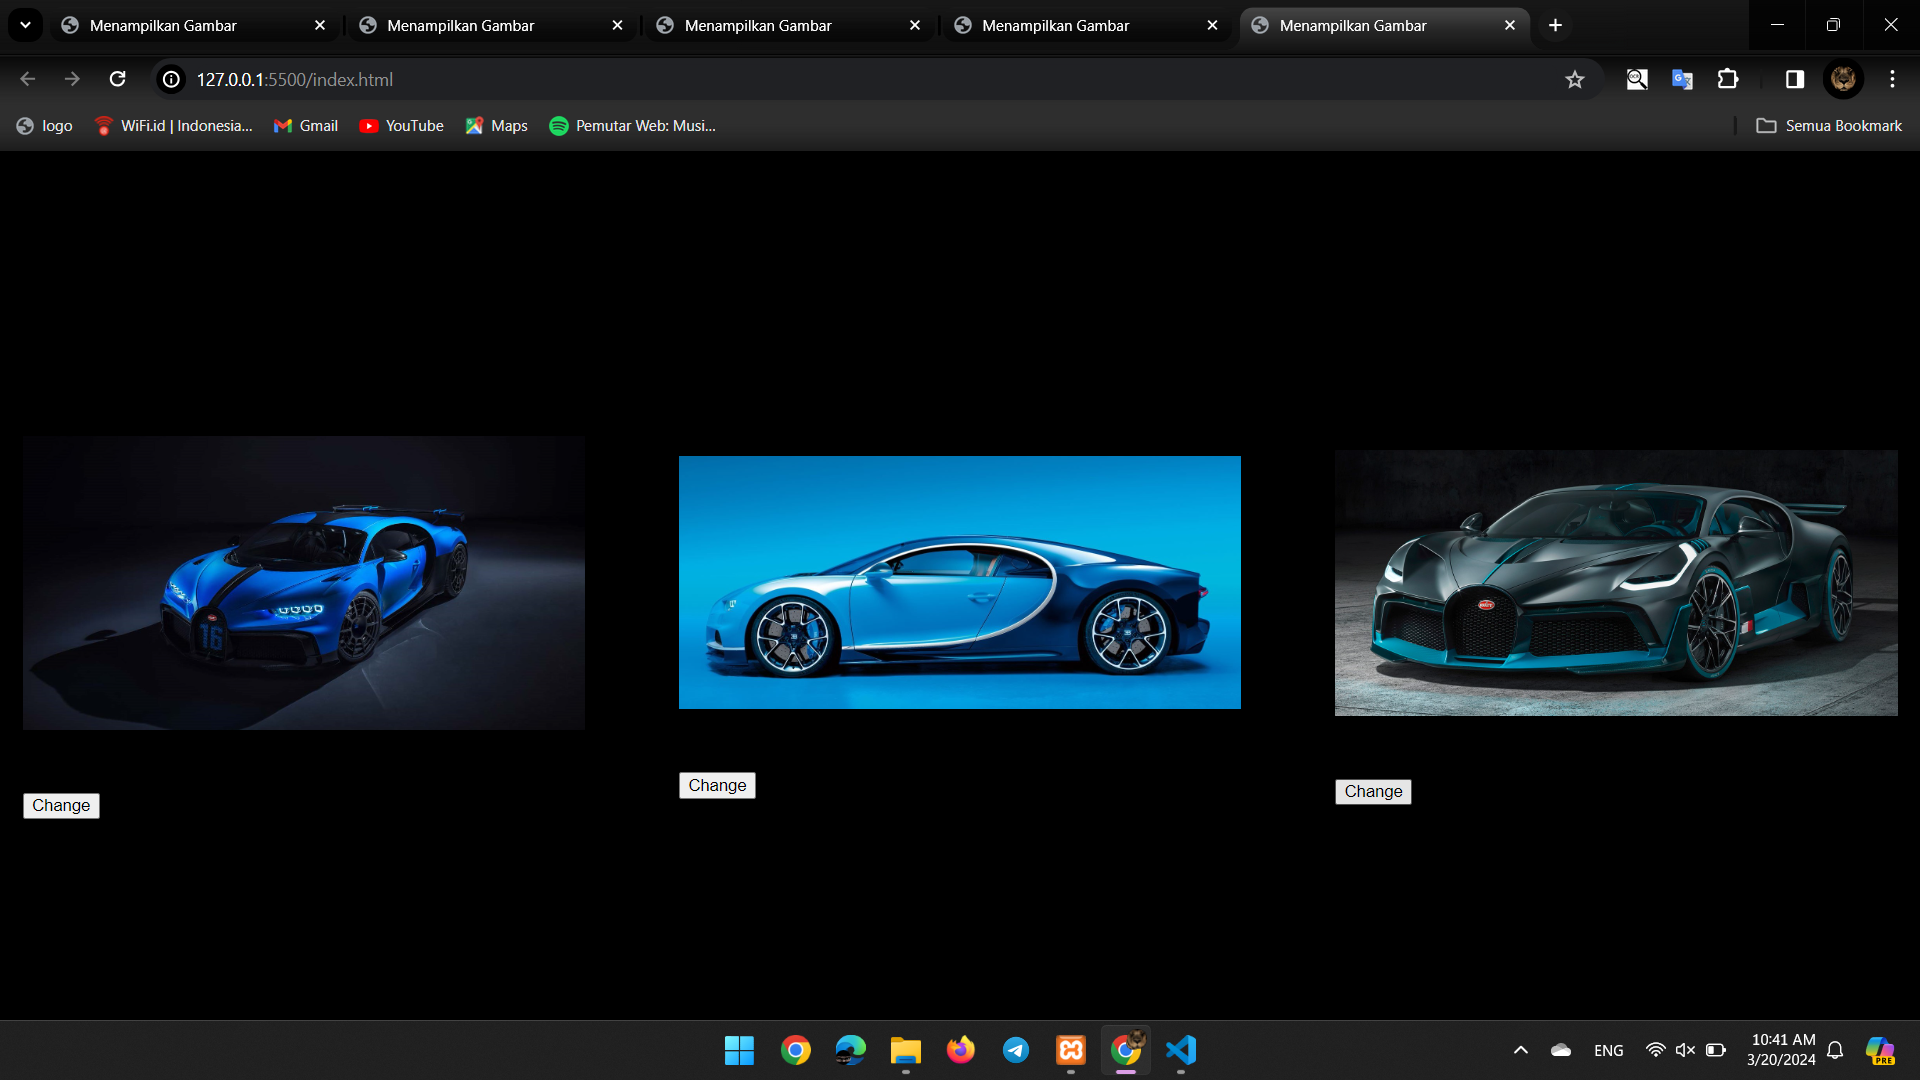 Menampilkan Gambar
Menampilkan Gambar
Menampilkan Gambar
Menampilkan Gambar
Menampilkan Gambar
127.0.0.1:5500/index.html
logo
WiFi.id | Indonesia...
Gmail
YouTube
Maps
Pemutar Web: Musi...
Semua Bookmark
16
Change
Change
Change
ENG
10:41 AM
3/20/2024
PRE